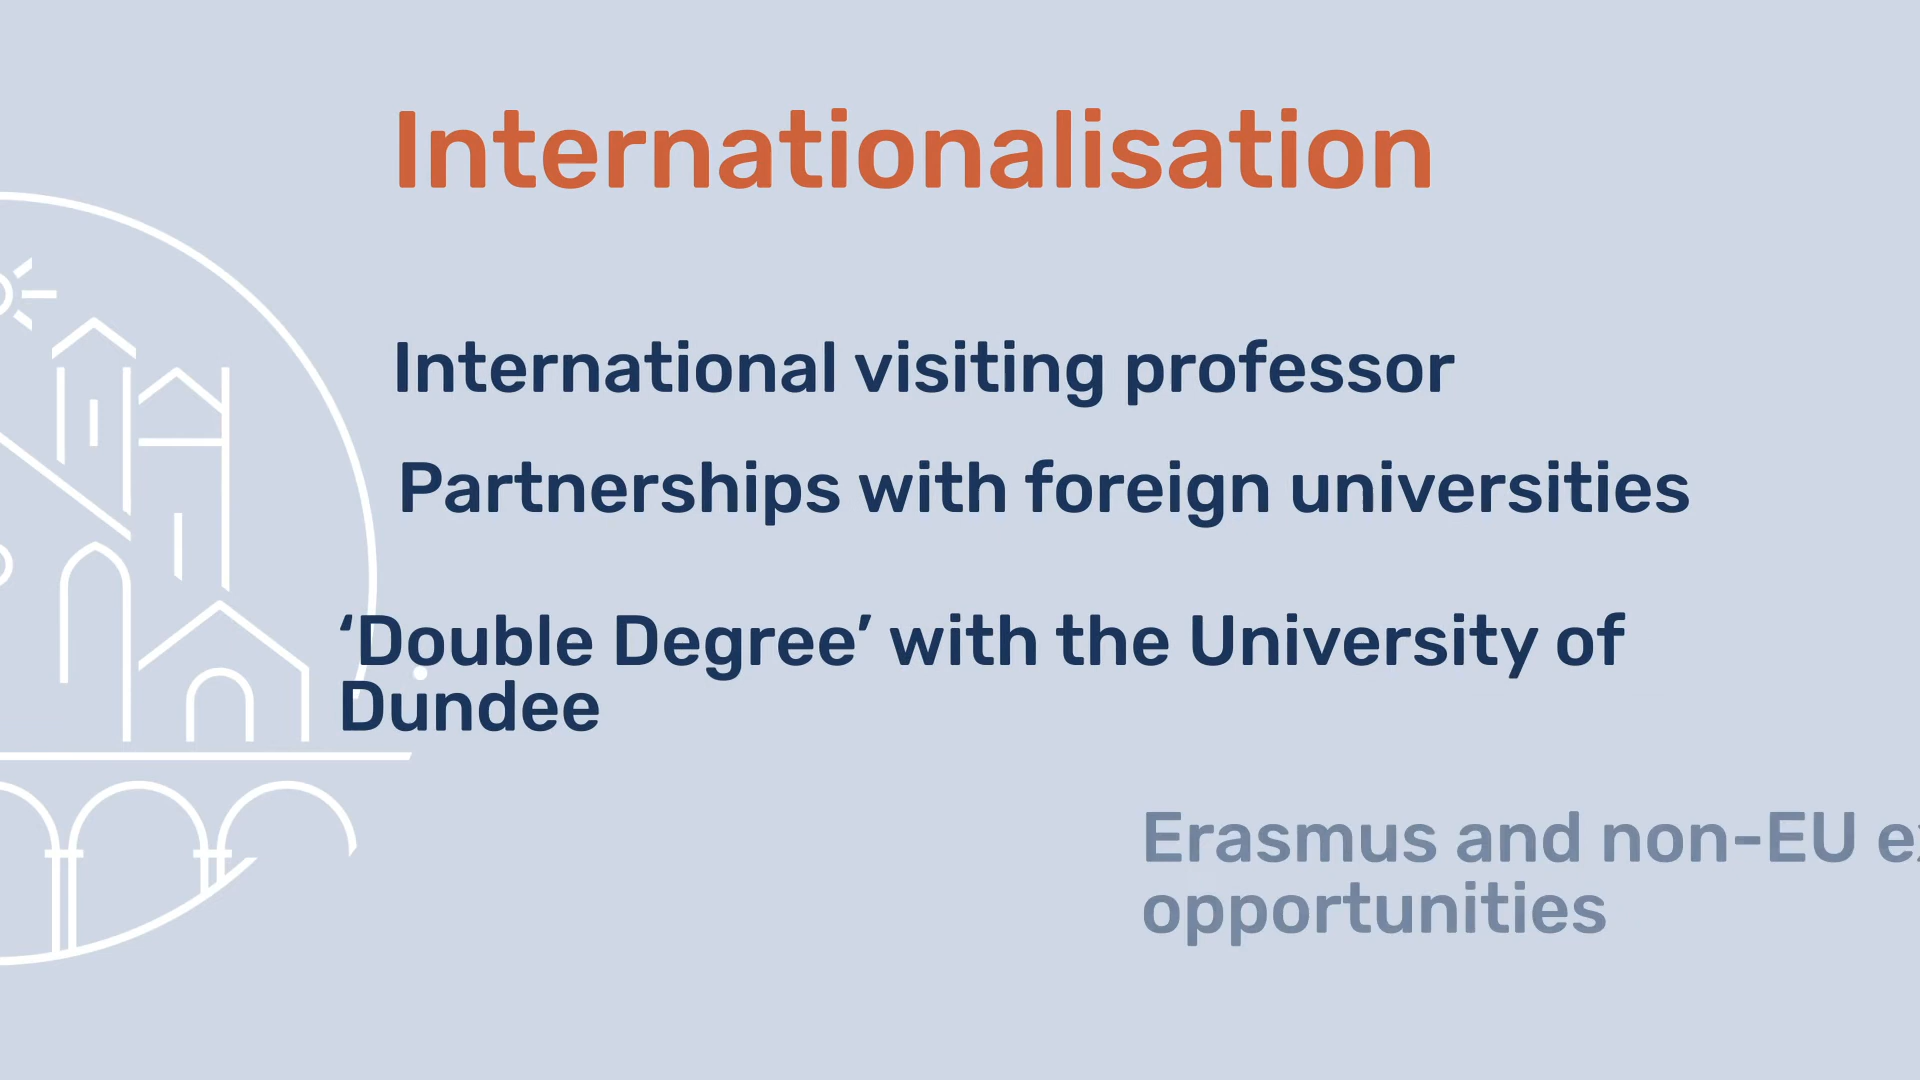 Internationalisation
International visiting professor
Partnerships with foreign universities
‘Double Degree’ with the University of
Dundee
Erasmus and non-EU
opportunities